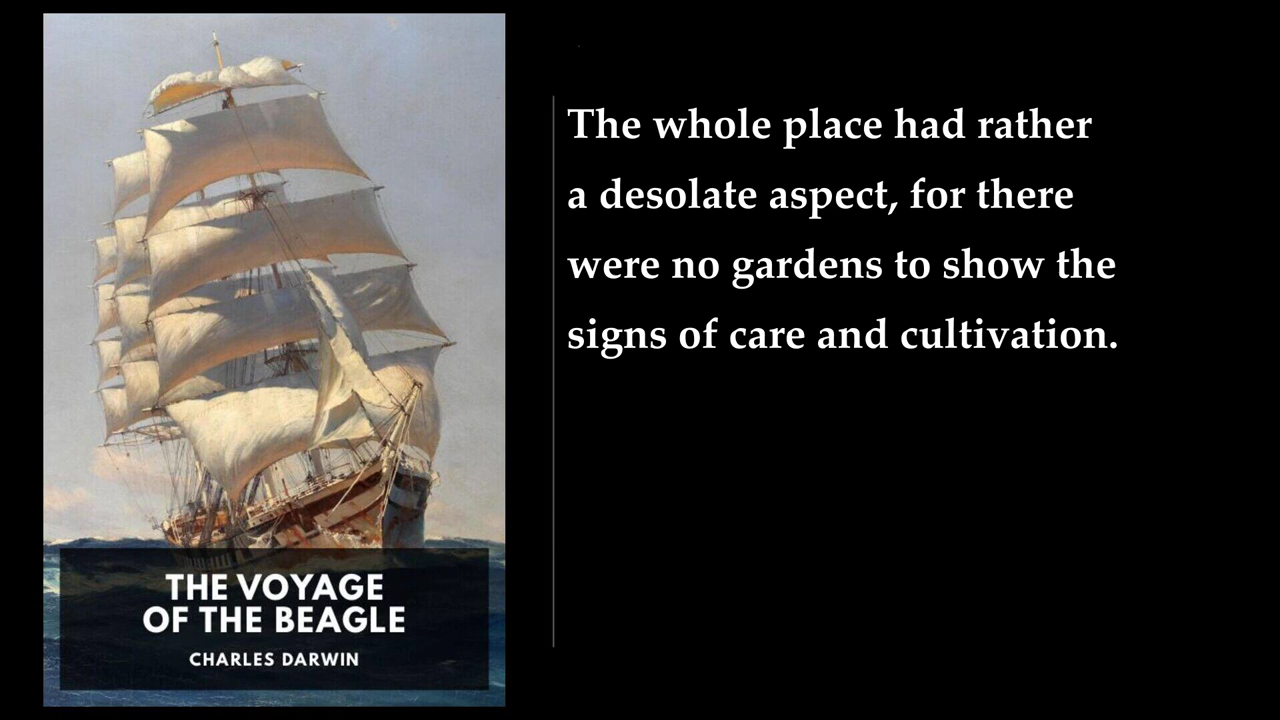 THE VOYAGE
OF THE BEAGLE
CHARLES DARWIN
The whole place had rather
a desolate aspect, for there
were no gardens to show the
signs of care and cultivation.